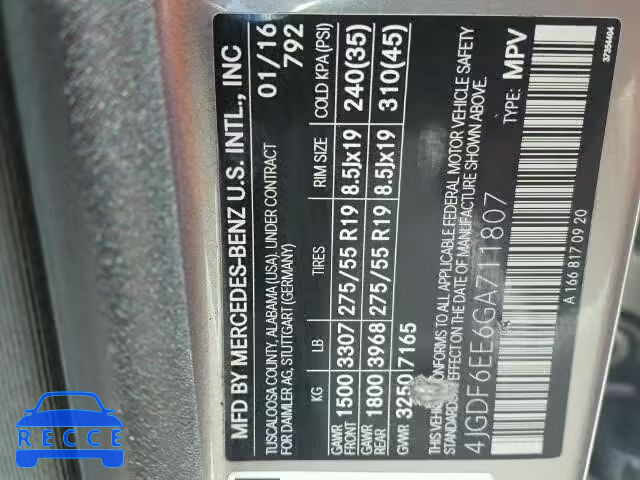 MFD BY MERCEDES-BENZ U.S. INTL., INC
TUSCALOOSA COUNTY, ALABAMA (USA). UNDER CONTRACT 01/16
FOR DAIMLER AG, STUTTGART (GERMANY) 792
KG LB TIRES RIM SIZE COLD KPA (PSI)
GAWR FRONT 1500 3307 275/55 R19 8.5Jx19 240(35)
GAWR REAR 1800 3968 275/55 R19 8.5Jx19 310(45)
GVWR 3250 7165
THIS VEHICLE CONFORMS TO ALL APPLICABLE FEDERAL MOTOR VEHICLE SAFETY
STANDARDS IN EFFECT ON THE DATE OF MANUFACTURE SHOWN ABOVE.
4JGDF6EE6GA711807 TYPE: MPV
A 166 817 09 20
37354404
RECCE